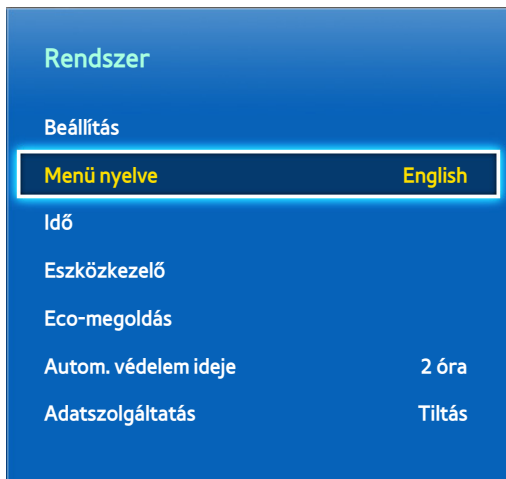 Rendszer
Beállítás
Menü nyelve English
Idő
Eszközkezelő
Eco-megoldás
Autom. védelem ideje 2 óra
Adatszolgáltatás Tiltás